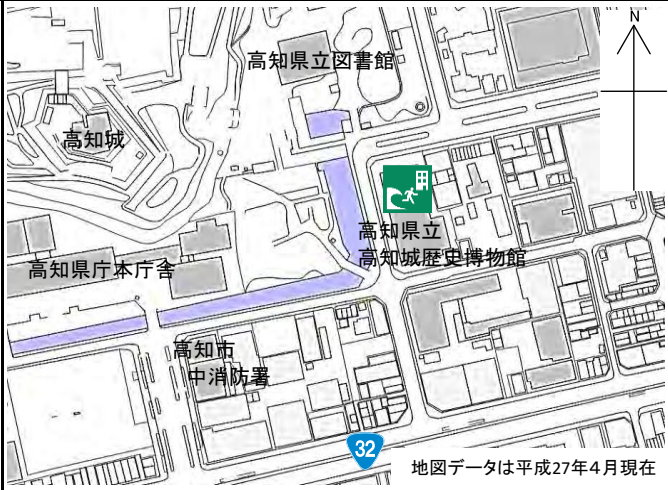 N
高知県立図書館
高知城
高知県立
高知城歴史博物館
高知県庁本庁舎
高知市
中消防署
32
地図データは平成27年4月現在